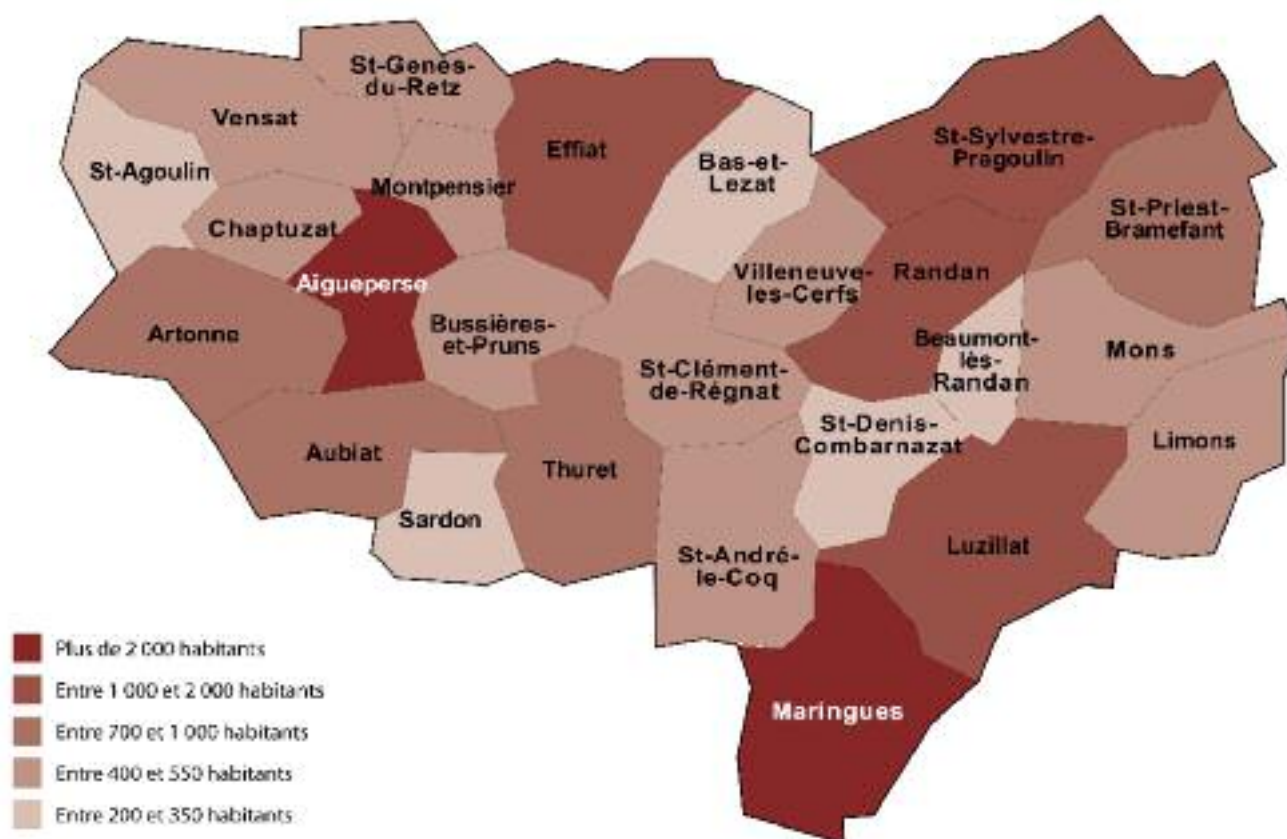 St-Genès-
du-Retz
Vensat
Effiat
St-Sylvestre-
Pragoulin
St-Agoulin
Bas-et-
Lezat
Montpensier
St-Priest-
Bramefant
Chaptuzat
Aigueperse
Villeneuve-
les-Cerfs
Randan
Artonne
Bussières-
et-Pruns
Beaumont-
lès-
Randan
Mons
St-Clément-
de-Régnat
St-Denis-
Combarnazat
Limons
Aubiat
Thuret
Sardon
St-André-
le-Coq
Luzillat
Maringues
Plus de 2 000 habitants
Entre 1 000 et 2 000 habitants
Entre 700 et 1 000 habitants
Entre 400 et 550 habitants
Entre 200 et 350 habitants